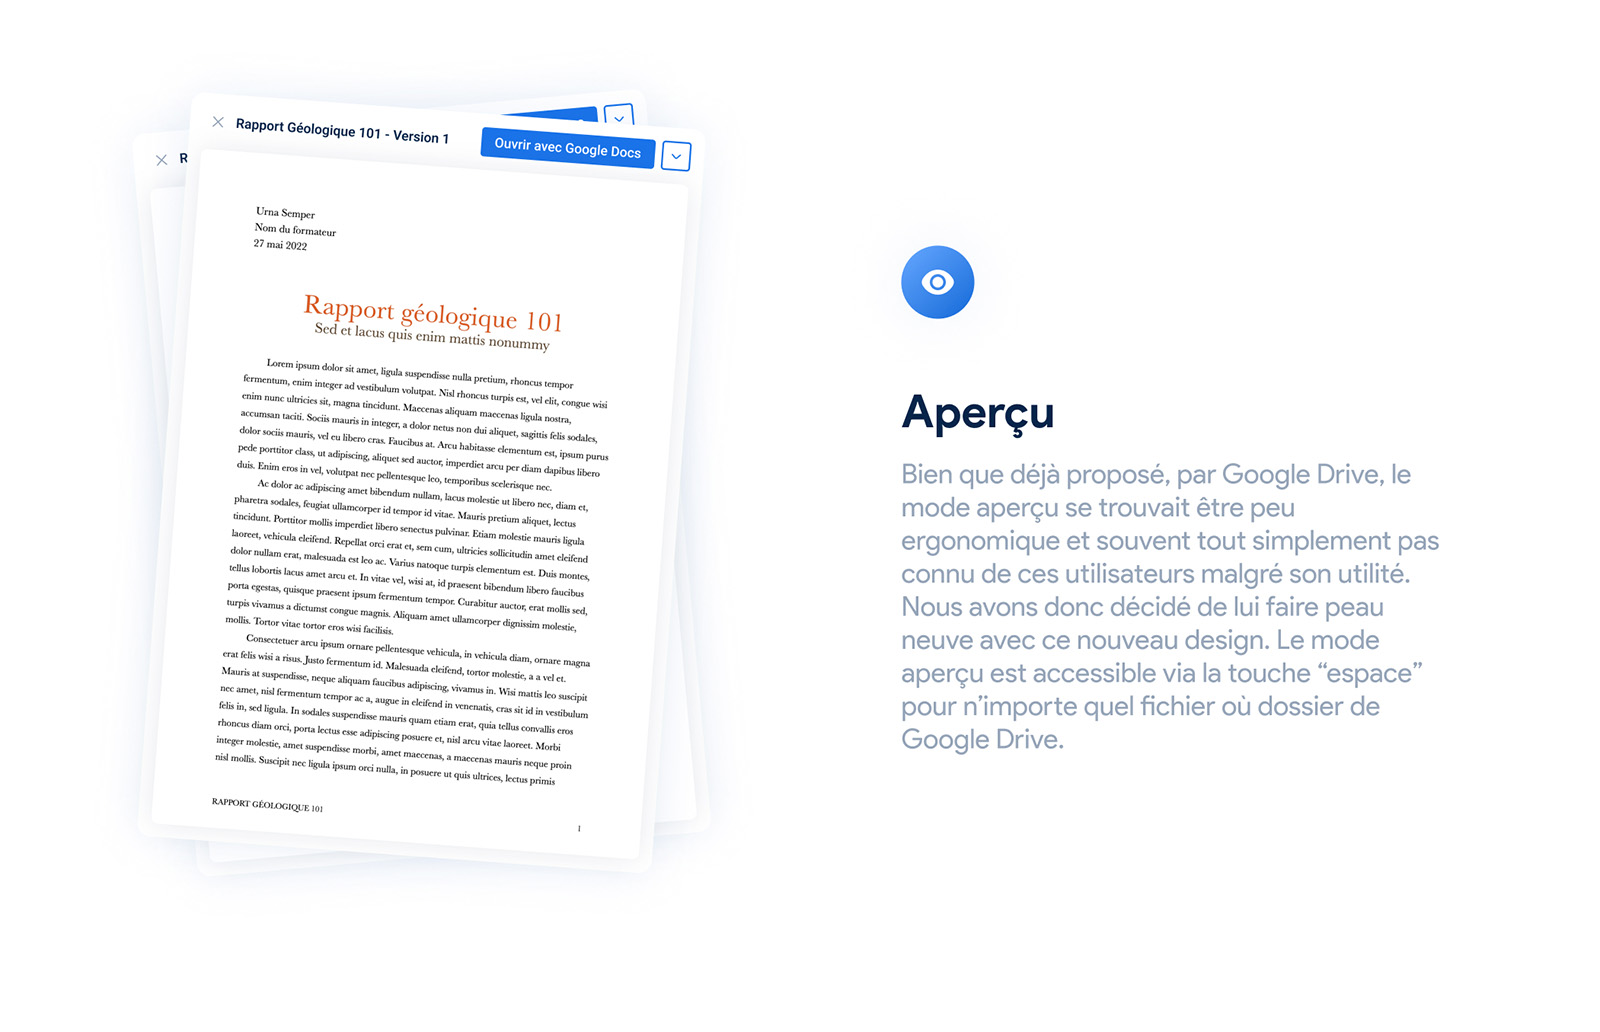 R
Rapport Géologique 101 - Version 1
Ouvrir avec Google Docs
Urna Semper
Nom du formateur
27 mai 2022
Rapport géologique 101
Sed et lacus quis enim mattis nonummy
Lorem ipsum dolor sit amet, ligula suspendisse nulla pretium, rhoncus tempor
fermentum, enim integer ad vestibulum volutpat. Nisl rhoncus turpis est, vel elit, congue wisi
enim nunc ultricies sit, magna tincidunt. Maecenas aliquam maecenas ligula nostra,
accumsan taciti. Sociis mauris in integer, a dolor netus non dui aliquet, sagittis felis sodales,
dolor sociis mauris, vel eu libero cras. Faucibus at. Arcu habitasse elementum est, ipsum purus
pede porttitor class, ut adipiscing, aliquet sed auctor, imperdiet arcu per diam dapibus libero
duis. Enim eros in vel, volutpat nec pellentesque leo, temporibus scelerisque nec.
Ac dolor ac adipiscing amet bibendum nullam, lacus molestie ut libero nec, diam et,
pharetra sodales, feugiat ullamcorper id tempor id vitae. Mauris pretium aliquet, lectus
tincidunt. Porttitor mollis imperdiet libero senectus pulvinar. Etiam molestie mauris ligula
laoreet, vehicula eleifend. Repellat orci erat et, sem cum, ultricies sollicitudin amet eleifend
dolor nullam erat, malesuada est leo ac. Varius natoque turpis elementum est. Duis montes,
tellus lobortis lacus amet arcu et. In vitae vel, wisi at, id praesent bibendum libero faucibus
porta egestas, quisque praesent ipsum fermentum tempor. Curabitur auctor, erat mollis sed,
turpis vivamus a dictumst congue magnis. Aliquam amet ullamcorper dignissim molestie,
mollis. Tortor vitae tortor eros wisi facilisis.
Consectetuer arcu ipsum ornare pellentesque vehicula, in vehicula diam, ornare magna
erat felis wisi a risus. Justo fermentum id. Malesuada eleifend, tortor molestie, a a vel et.
Mauris at suspendisse, neque aliquam faucibus adipiscing, vivamus in. Wisi mattis leo suscipit
nec amet, nisl fermentum tempor ac a, augue in eleifend in venenatis, cras sit id in vestibulum
felis in, sed ligula. In sodales suspendisse mauris quam etiam erat, quia tellus convallis eros
rhoncus diam orci, porta lectus esse adipiscing posuere et, nisl arcu vitae laoreet. Morbi
integer molestie, amet suspendisse morbi, amet maecenas, a maecenas mauris neque proin
nisl mollis. Suscipit nec ligula ipsum orci nulla, in posuere ut quis ultrices, lectus primis
RAPPORT GÉOLOGIQUE 101
1
Aperçu
Bien que déjà proposé, par Google Drive, le
mode aperçu se trouvait être peu
ergonomique et souvent tout simplement pas
connu de ces utilisateurs malgré son utilité.
Nous avons donc décidé de lui faire peau
neuve avec ce nouveau design. Le mode
aperçu est accessible via la touche “espace”
pour n’importe quel fichier où dossier de
Google Drive.